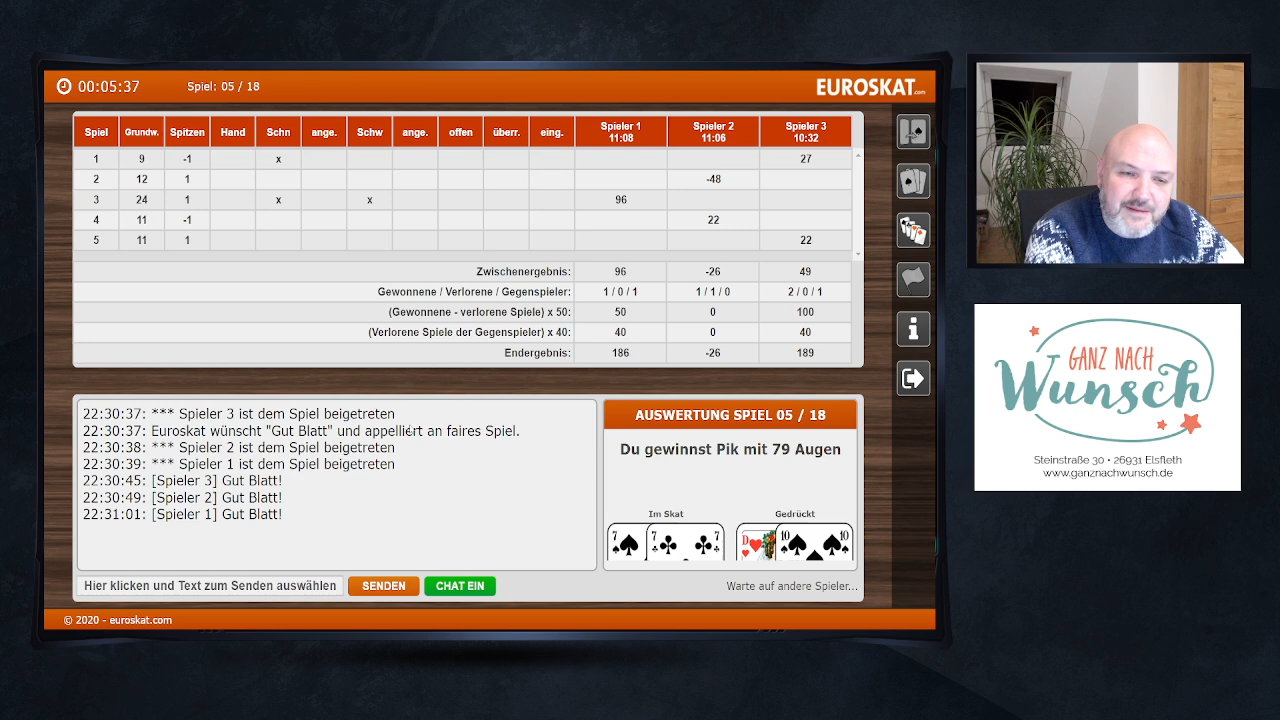 00:05:37 Spiel: 05 / 18 EUROSKAT.com
Spiel Grundw. Spitzen Hand Schn ange. Schw ange. offen überr. eing. Spieler 1 11:08 Spieler 2 11:06 Spieler 3 10:32
1 9 -1 x 27
2 12 1 -48
3 24 1 x x 96
4 11 -1 22
5 11 1 22
Zwischenergebnis: 96 -26 49
Gewonnene / Verlorene / Gegenspieler: 1 / 0 / 1 1 / 1 / 0 2 / 0 / 1
(Gewonnene - verlorene Spiele) x 50: 50 0 100
(Verlorene Spiele der Gegenspieler) x 40: 40 0 40
Endergebnis: 186 -26 189
22:30:37: *** Spieler 3 ist dem Spiel beigetreten
22:30:37: Euroskat wünscht "Gut Blatt" und appelliert an faires Spiel.
22:30:38: *** Spieler 2 ist dem Spiel beigetreten
22:30:39: *** Spieler 1 ist dem Spiel beigetreten
22:30:45: [Spieler 3] Gut Blatt!
22:30:49: [Spieler 2] Gut Blatt!
22:31:01: [Spieler 1] Gut Blatt!
Hier klicken und Text zum Senden auswählen SENDEN CHAT EIN
AUSWERTUNG SPIEL 05 / 18
Du gewinnst Pik mit 79 Augen
Im Skat Gedrückt
7 7 7 D 10 10
Warte auf andere Spieler...
© 2020 - euroskat.com
GANZ NACH
Wunsch
Steinstraße 30 • 26931 Elsfleth
www.ganznachwunsch.de